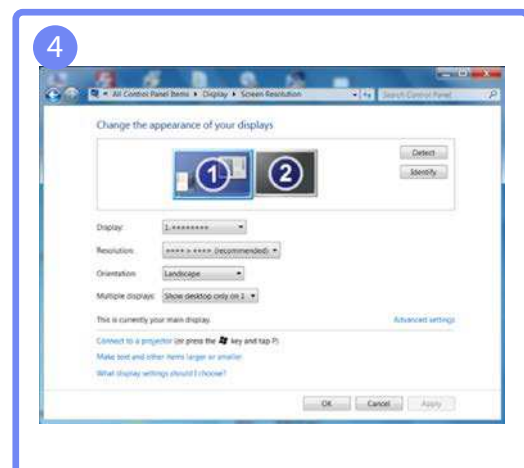 4
All Control Panel Items ▸ Display ▸ Screen Resolution
Search Control Panel
Change the appearance of your displays
1 2
Detect
Identify
Display: 1.********
Resolution: **** x **** (recommended)
Orientation: Landscape
Multiple displays: Show desktop only on 1
This is currently your main display.
Advanced settings
Connect to a projector (or press the key and tap P)
Make text and other items larger or smaller
What display settings should I choose?
OK Cancel Apply